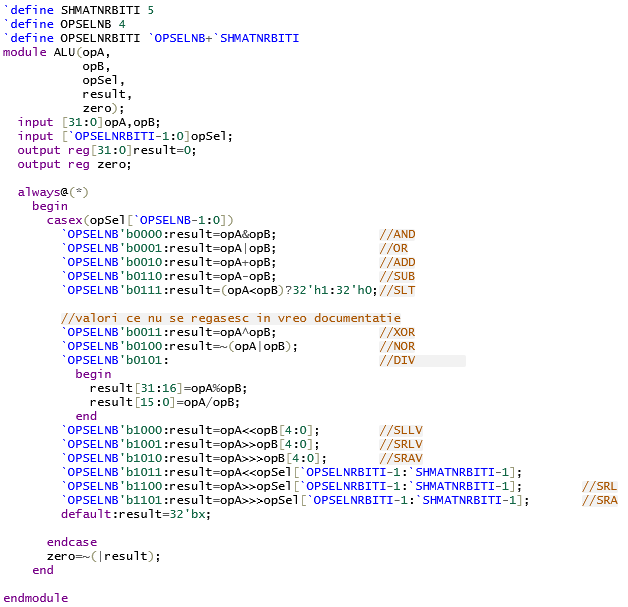 `define SHMATNRBITI 5
`define OPSELNB 4
`define OPSELNRBITI `OPSELNB+`SHMATNRBITI
module ALU(opA,
           opB,
           opSel,
           result,
           zero);
  input [31:0]opA,opB;
  input [`OPSELNRBITI-1:0]opSel;
  output reg[31:0]result=0;
  output reg zero;

  always@(*)
    begin
      casex(opSel[`OPSELNB-1:0])
        `OPSELNB'b0000:result=opA&opB;              //AND
        `OPSELNB'b0001:result=opA|opB;              //OR
        `OPSELNB'b0010:result=opA+opB;              //ADD
        `OPSELNB'b0110:result=opA-opB;              //SUB
        `OPSELNB'b0111:result=(opA<opB)?32'h1:32'h0;//SLT

        //valori ce nu se regasesc in vreo documentatie
        `OPSELNB'b0011:result=opA^opB;              //XOR
        `OPSELNB'b0100:result=~(opA|opB);           //NOR
        `OPSELNB'b0101:                             //DIV
          begin
            result[31:16]=opA%opB;
            result[15:0]=opA/opB;
          end
        `OPSELNB'b1000:result=opA<<opB[4:0];        //SLLV
        `OPSELNB'b1001:result=opA>>opB[4:0];        //SRLV
        `OPSELNB'b1010:result=opA>>>opB[4:0];       //SRAV
        `OPSELNB'b1011:result=opA<<opSel[`OPSELNRBITI-1:`SHMATNRBITI-1];
        `OPSELNB'b1100:result=opA>>opSel[`OPSELNRBITI-1:`SHMATNRBITI-1];        //SRL
        `OPSELNB'b1101:result=opA>>>opSel[`OPSELNRBITI-1:`SHMATNRBITI-1];       //SRA
        default:result=32'bx;

      endcase
      zero=~(|result);
    end

endmodule